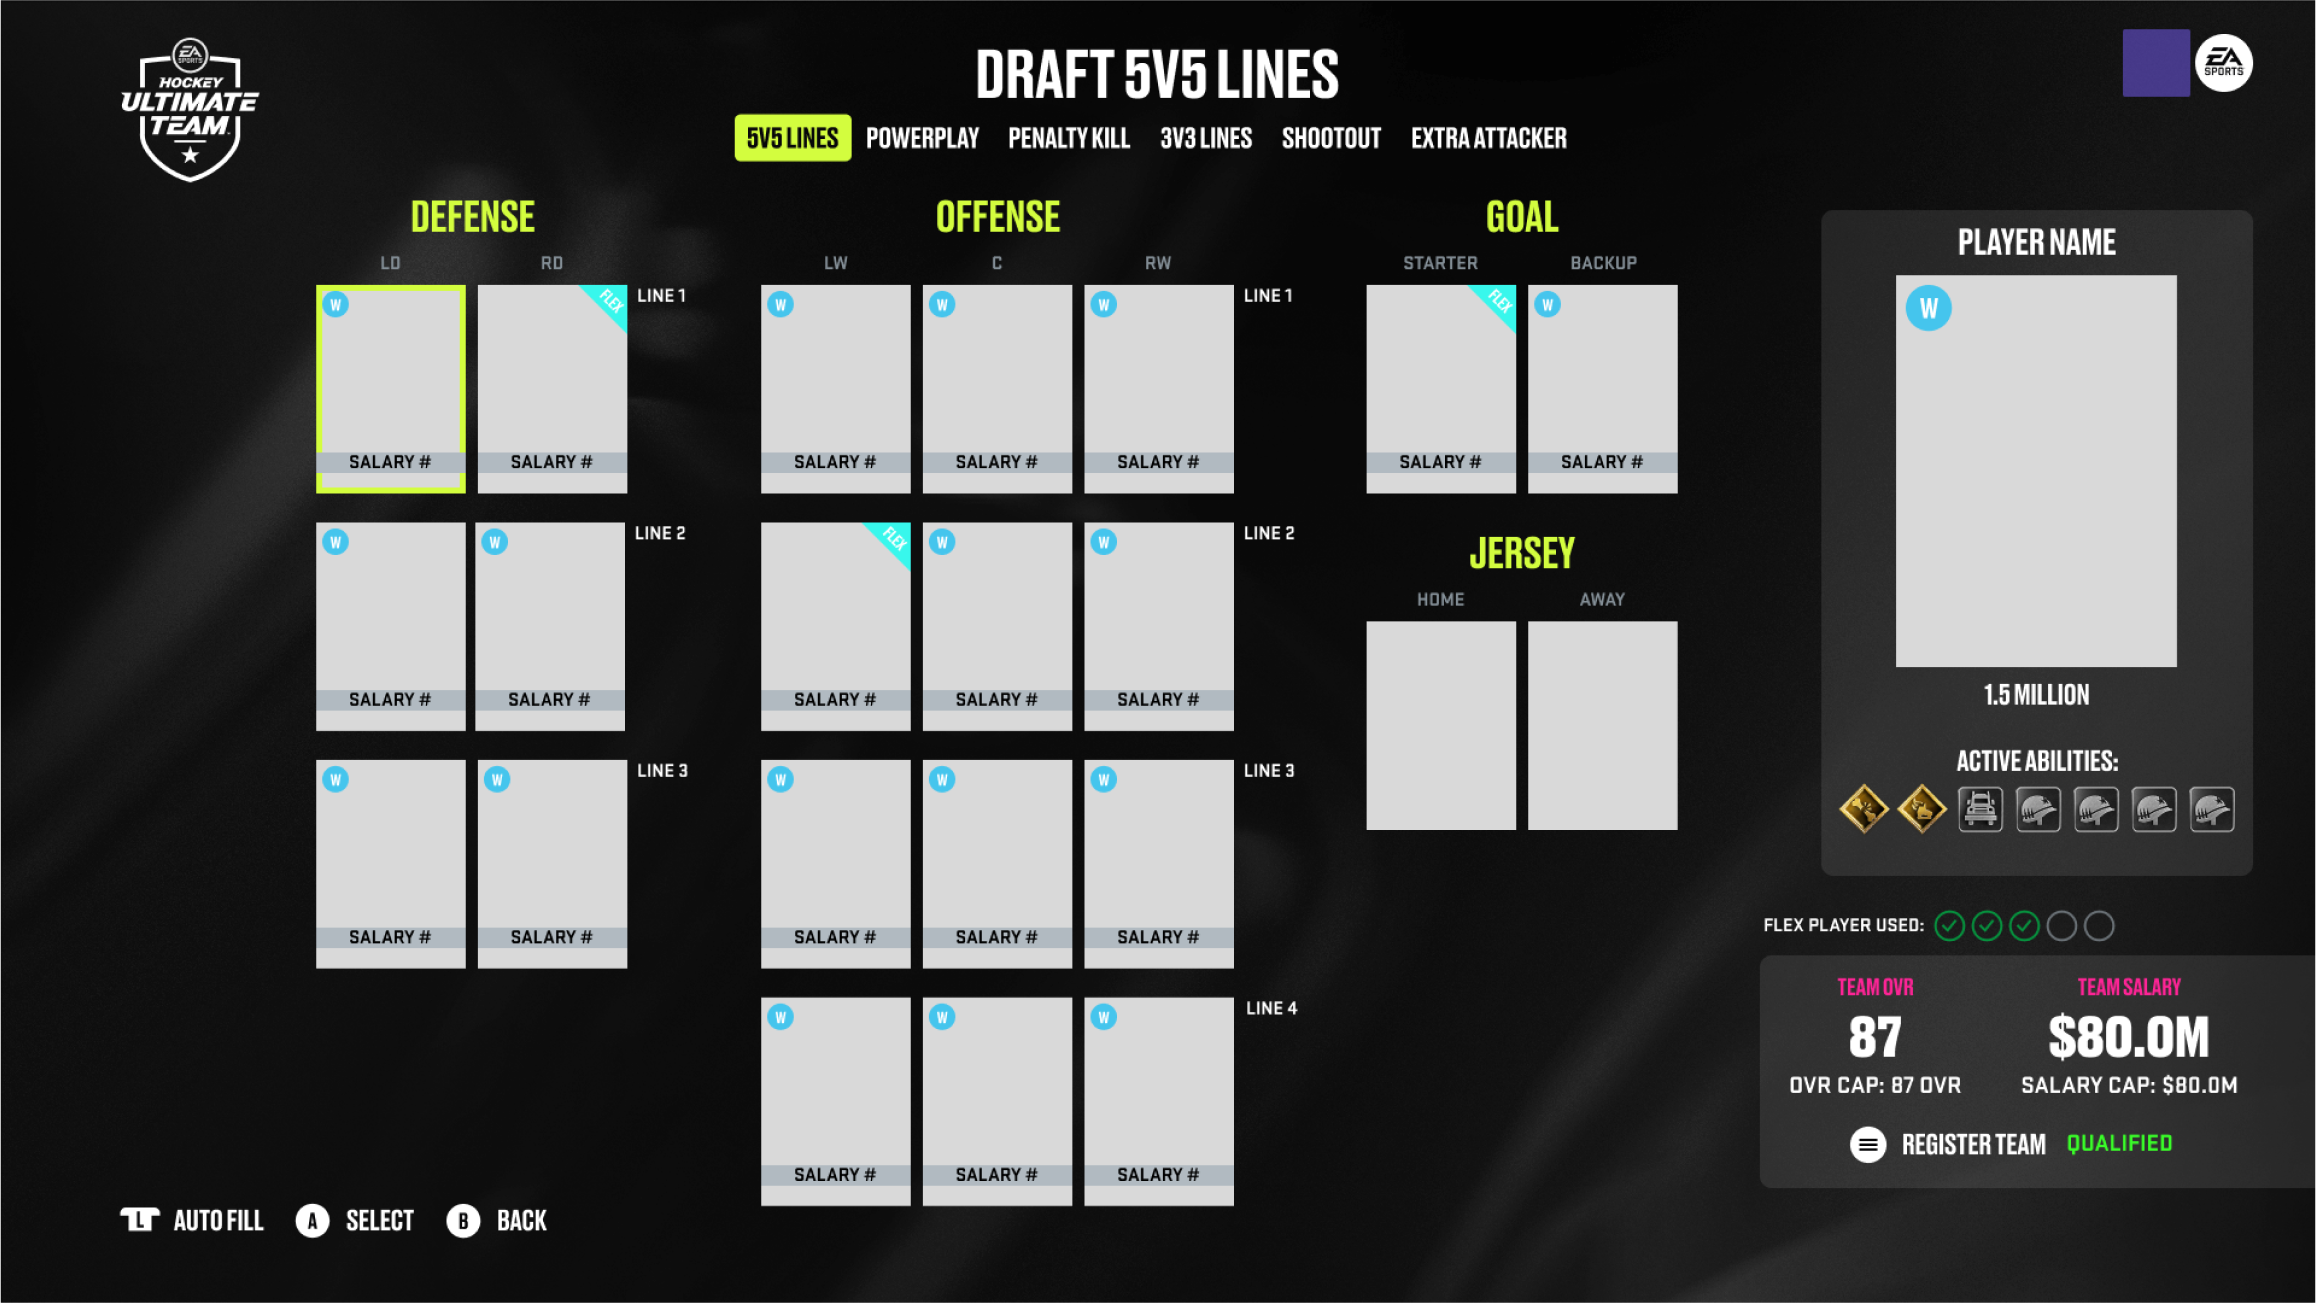 EA SPORTS
HOCKEY
ULTIMATE
TEAM
DRAFT 5V5 LINES
EA SPORTS
5V5 LINES POWERPLAY PENALTY KILL 3V3 LINES SHOOTOUT EXTRA ATTACKER
DEFENSE
LD RD
W FLEX LINE 1
SALARY # SALARY #
W W LINE 2
SALARY # SALARY #
W W LINE 3
SALARY # SALARY #
OFFENSE
LW C RW
W W W LINE 1
SALARY # SALARY # SALARY #
FLEX W W LINE 2
SALARY # SALARY # SALARY #
W W W LINE 3
SALARY # SALARY # SALARY #
W W W LINE 4
SALARY # SALARY # SALARY #
GOAL
STARTER BACKUP
FLEX W
SALARY # SALARY #
JERSEY
HOME AWAY
PLAYER NAME
W
1.5 MILLION
ACTIVE ABILITIES:
FLEX PLAYER USED:
TEAM OVR TEAM SALARY
87 $80.0M
OVR CAP: 87 OVR SALARY CAP: $80.0M
REGISTER TEAM QUALIFIED
L AUTO FILL A SELECT B BACK